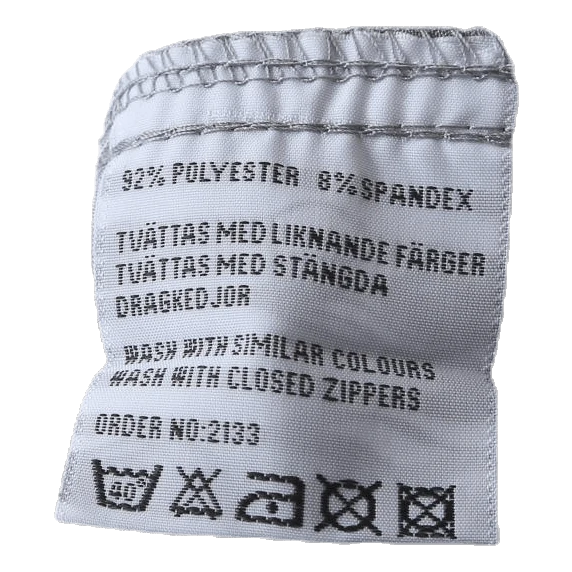 92% POLYESTER 8% SPANDEX
TVÄTTAS MED LIKNANDE FÄRGER
TVÄTTAS MED STÄNGDA
DRAGKEDJOR
WASH WITH SIMILAR COLOURS
WASH WITH CLOSED ZIPPERS
ORDER NO:2133
40°